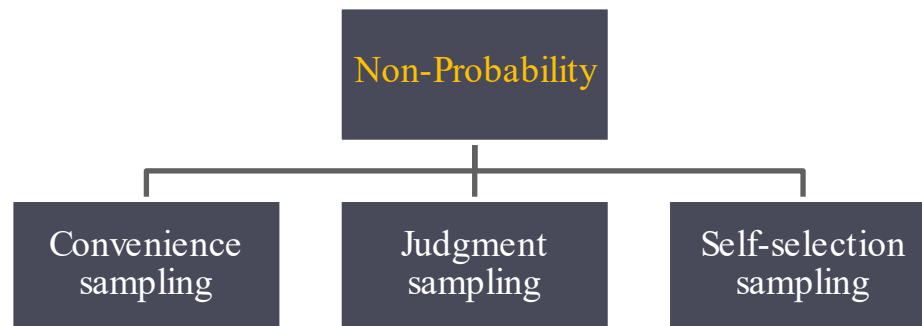 Non-Probability
Convenience
sampling
Judgment
sampling
Self-selection
sampling